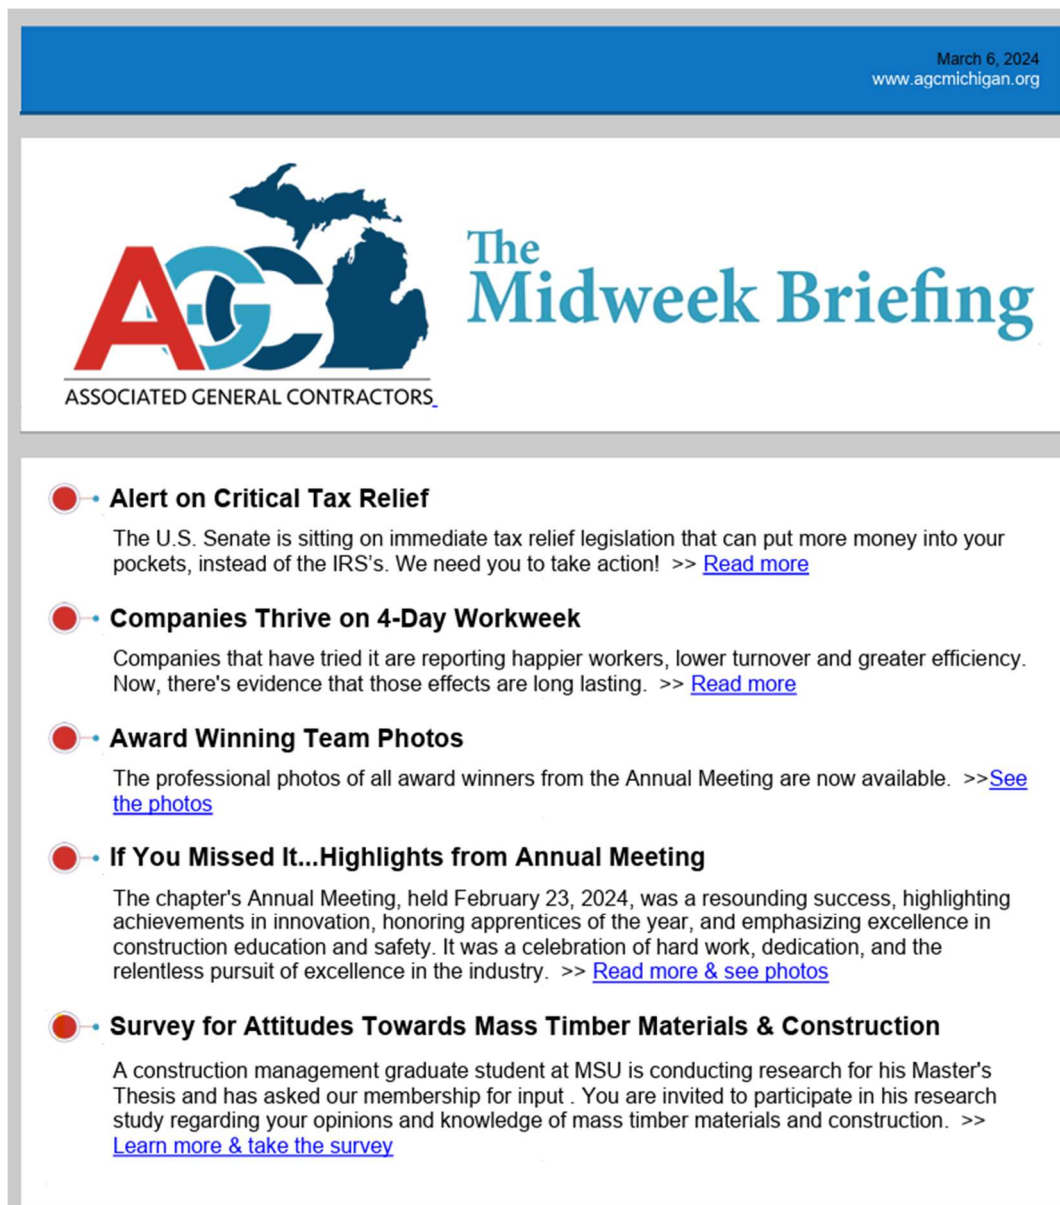 March 6, 2024
www.agcmichigan.org
AGC
ASSOCIATED GENERAL CONTRACTORS
The
Midweek Briefing
Alert on Critical Tax Relief
The U.S. Senate is sitting on immediate tax relief legislation that can put more money into your
pockets, instead of the IRS's. We need you to take action!  >> Read more
Companies Thrive on 4-Day Workweek
Companies that have tried it are reporting happier workers, lower turnover and greater efficiency.
Now, there's evidence that those effects are long lasting.  >> Read more
Award Winning Team Photos
The professional photos of all award winners from the Annual Meeting are now available.  >>See
the photos
If You Missed It...Highlights from Annual Meeting
The chapter's Annual Meeting, held February 23, 2024, was a resounding success, highlighting
achievements in innovation, honoring apprentices of the year, and emphasizing excellence in
construction education and safety. It was a celebration of hard work, dedication, and the
relentless pursuit of excellence in the industry.  >> Read more & see photos
Survey for Attitudes Towards Mass Timber Materials & Construction
A construction management graduate student at MSU is conducting research for his Master's
Thesis and has asked our membership for input . You are invited to participate in his research
study regarding your opinions and knowledge of mass timber materials and construction.  >>
Learn more & take the survey